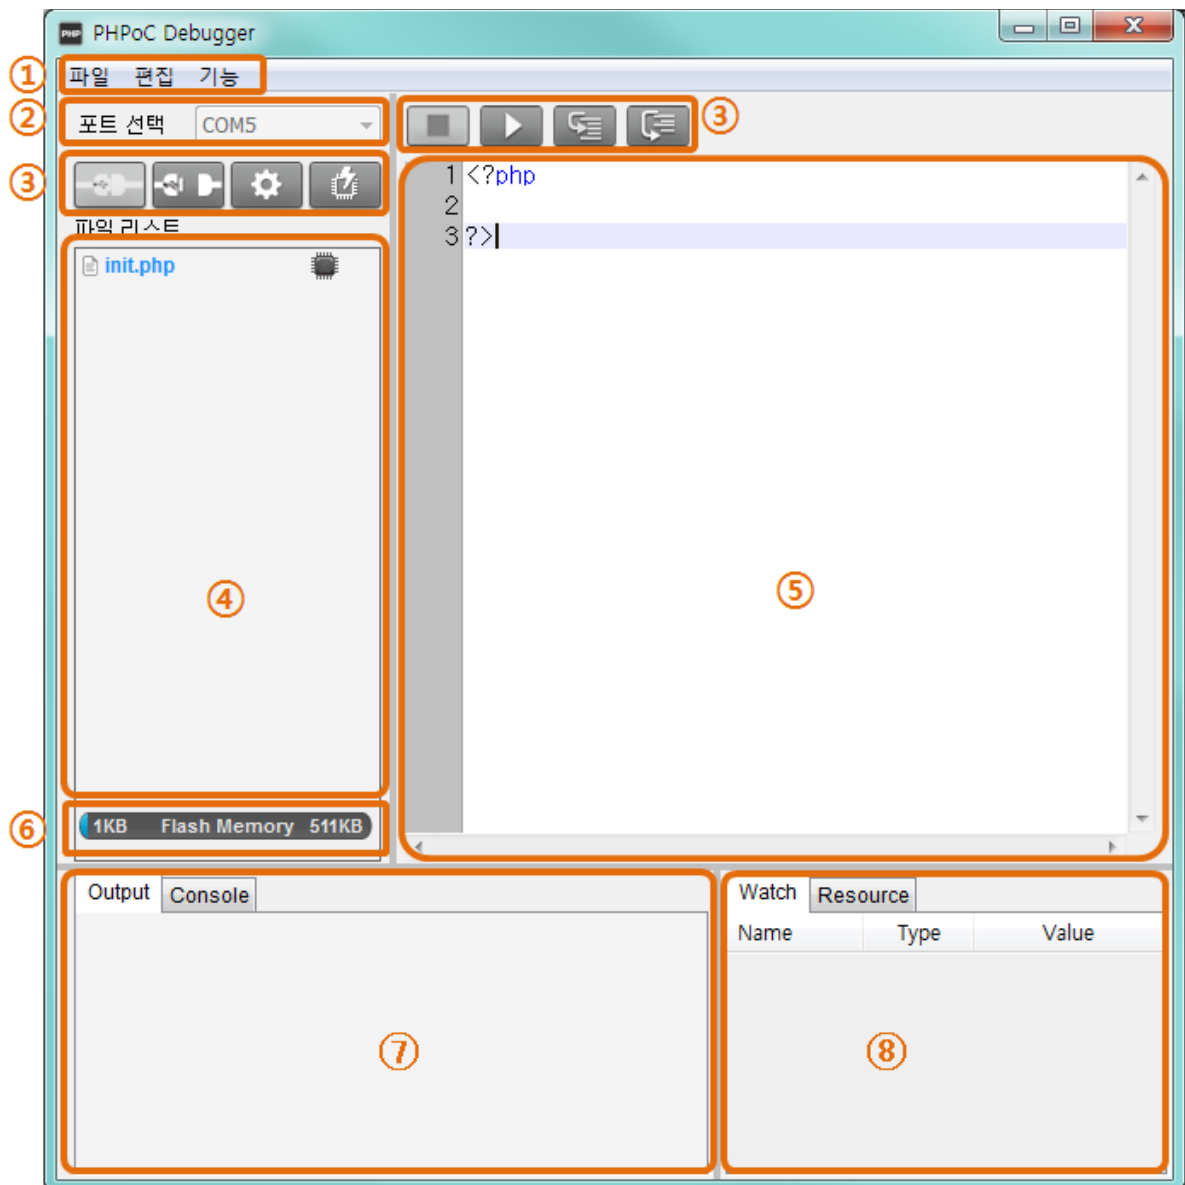 PHP PHPoC Debugger
① 파일 편집 기능
② 포트 선택 COM5
③
③
파일 리스트
init.php
④
1 <?php
2
3 ?>
⑤
⑥ 1KB Flash Memory 511KB
Output Console
⑦
Watch Resource
Name Type Value
⑧